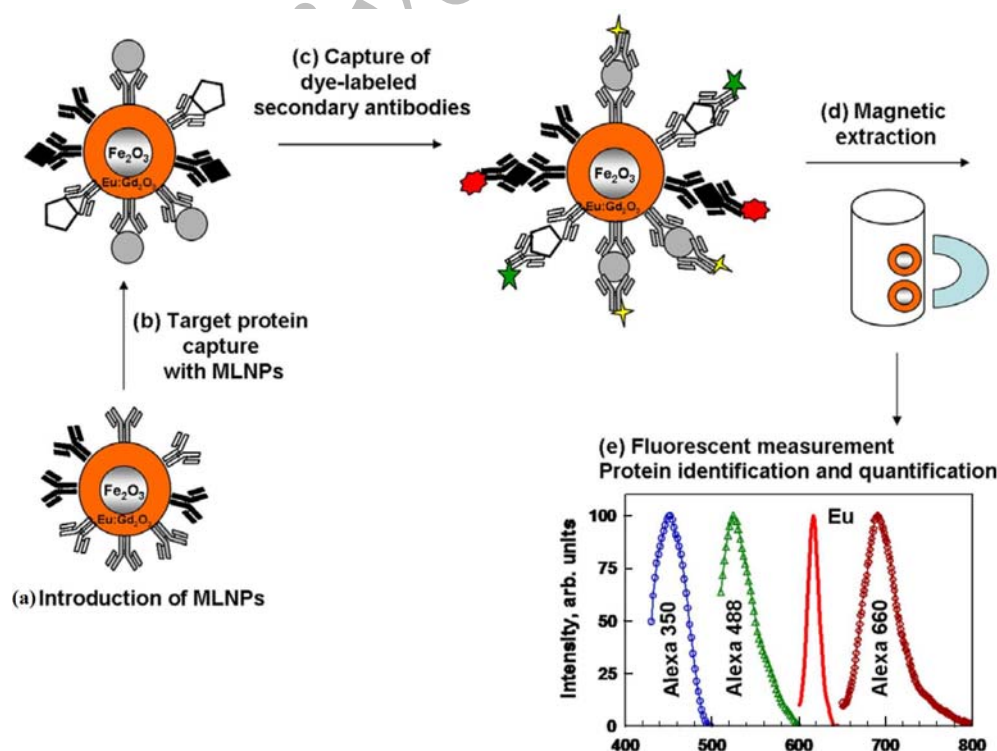 (c) Capture of
dye-labeled
secondary antibodies
(d) Magnetic
extraction
Fe₂O₃
Eu:Gd₂O₃
Fe₂O₃
Eu:Gd₂O₃
(b) Target protein
capture
with MLNPs
Fe₂O₃
Eu:Gd₂O₃
(a) Introduction of MLNPs
(e) Fluorescent measurement
Protein identification and quantification
Intensity, arb. units
100
75
50
25
0
Alexa 350
Alexa 488
Eu
Alexa 660
400 500 600 700 800